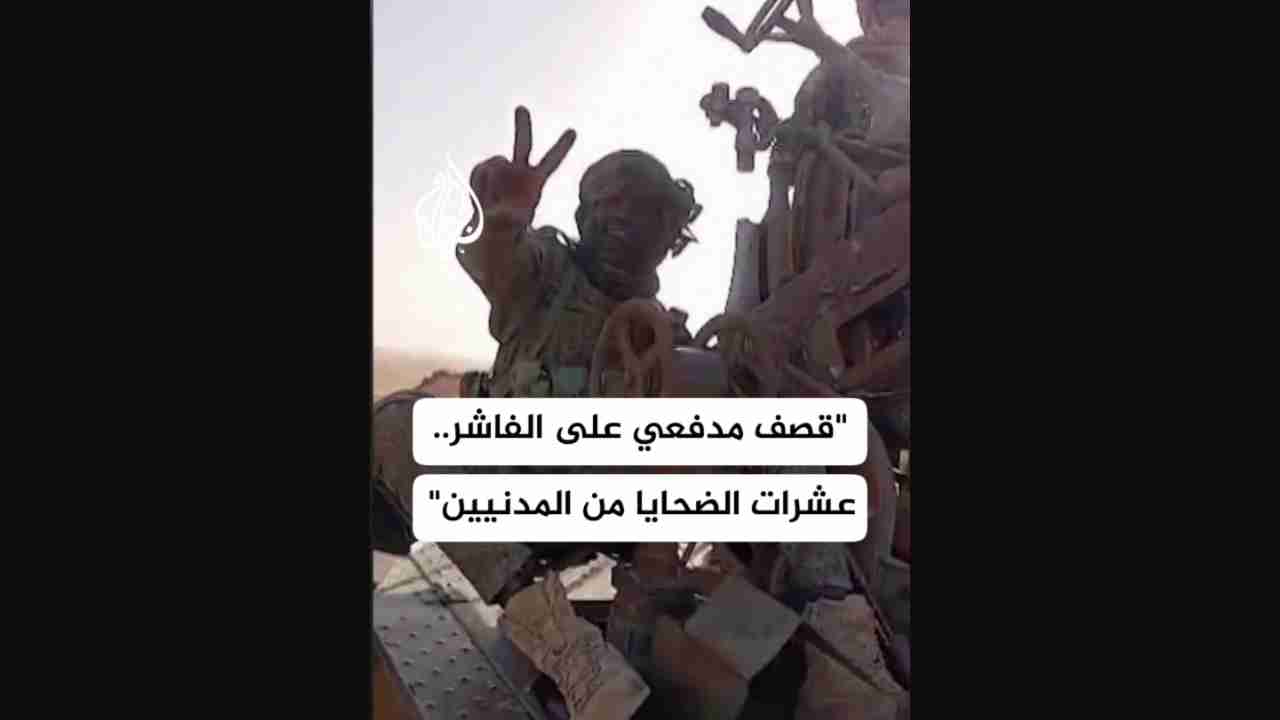 "قصف مدفعي على الفاشر..
عشرات الضحايا من المدنيين"